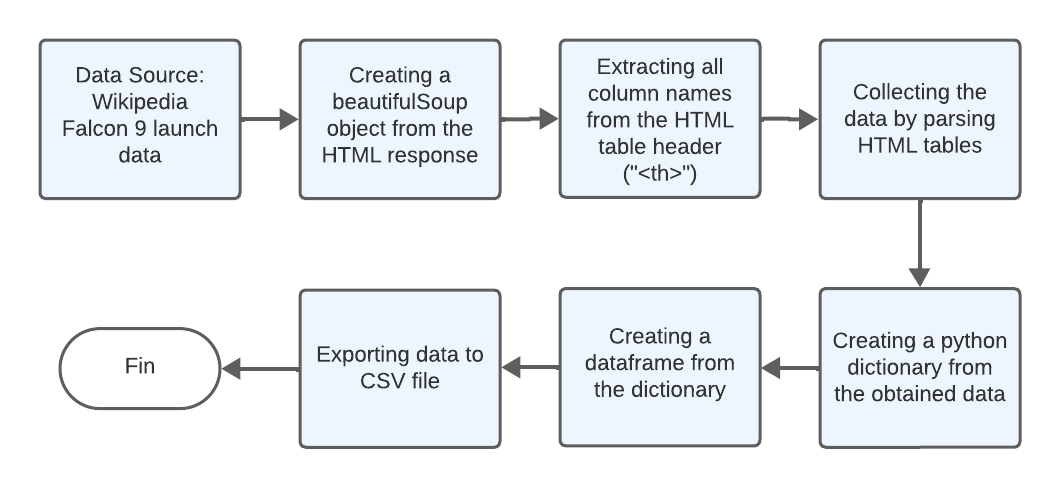 Data Source:
Wikipedia
Falcon 9 launch
data
Creating a
beautifulSoup
object from the
HTML response
Extracting all
column names
from the HTML
table header
("<th>")
Collecting the
data by parsing
HTML tables
Creating a python
dictionary from
the obtained data
Creating a
dataframe from
the dictionary
Exporting data to
CSV file
Fin